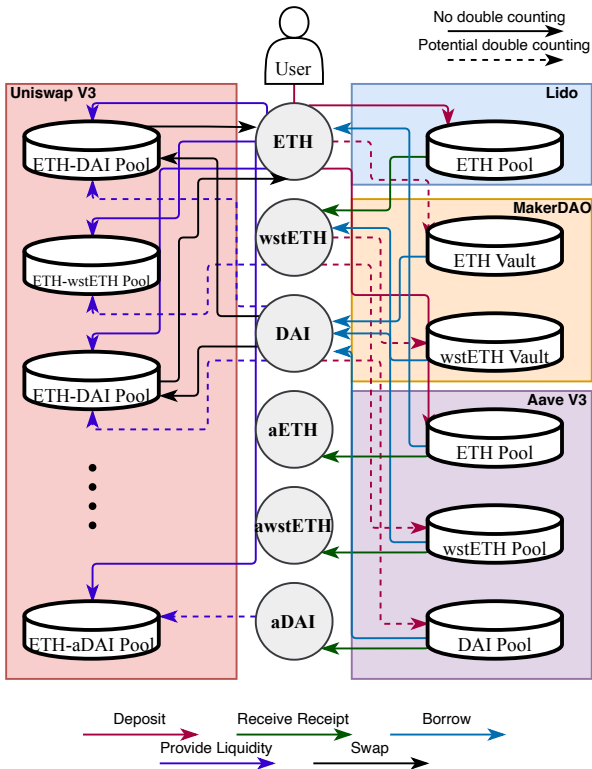 No double counting
Potential double counting
User
Uniswap V3
Lido
ETH-DAI Pool
ETH
ETH Pool
MakerDAO
wstETH
ETH Vault
ETH-wstETH Pool
DAI
wstETH Vault
ETH-DAI Pool
Aave V3
aETH
ETH Pool
awstETH
wstETH Pool
aDAI
ETH-aDAI Pool
DAI Pool
Deposit
Receive Receipt
Borrow
Provide Liquidity
Swap